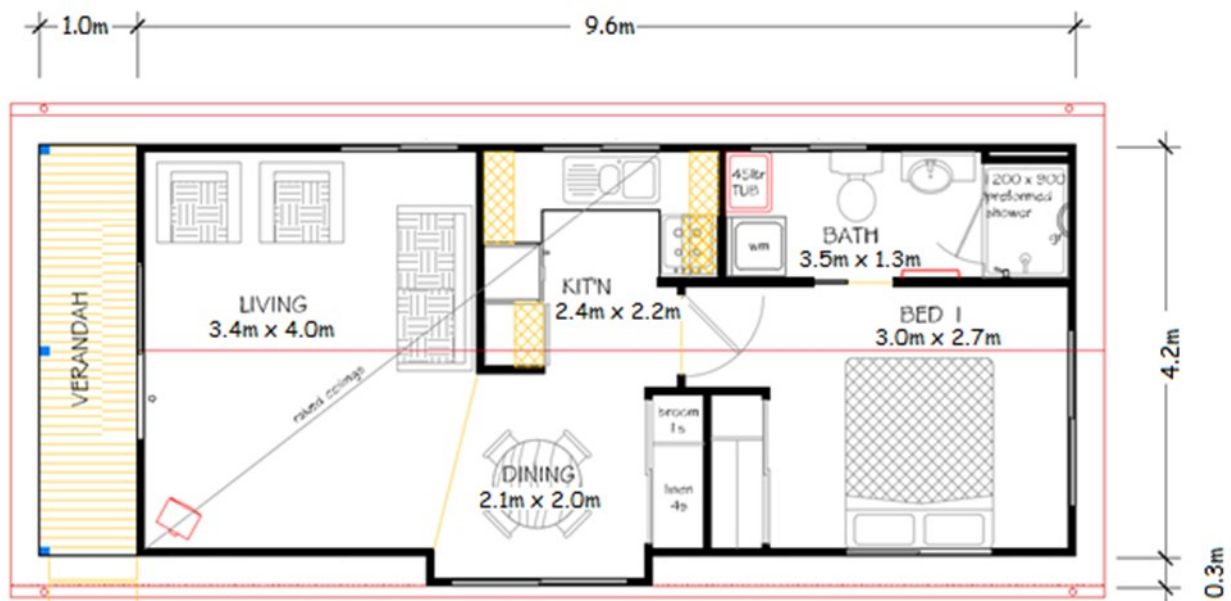 1.0m
9.6m
VERANDAH
LIVING
3.4m x 4.0m
raked ceilings
KIT'N
2.4m x 2.2m
45ltr
TUB
wm
BATH
3.5m x 1.3m
1200 x 900
preformed
shower
BED 1
3.0m x 2.7m
DINING
2.1m x 2.0m
broom
1s
linen
4s
4.2m
0.3m